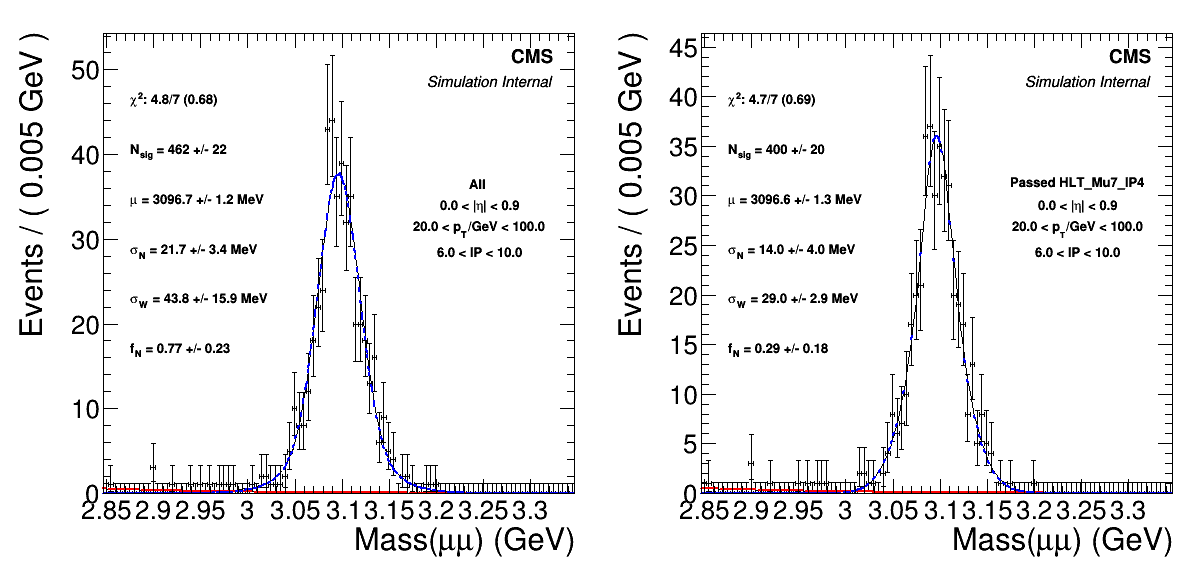 CMS
Simulation Internal
χ²: 4.8/7 (0.68)
N_sig = 462 +/- 22
μ = 3096.7 +/- 1.2 MeV
σ_N = 21.7 +/- 3.4 MeV
σ_W = 43.8 +/- 15.9 MeV
f_N = 0.77 +/- 0.23
All
0.0 < |η| < 0.9
20.0 < p_T/GeV < 100.0
6.0 < IP < 10.0
Events / ( 0.005 GeV )
50
40
30
20
10
0
2.85 2.9 2.95 3 3.05 3.1 3.15 3.2 3.25 3.3
Mass(μμ) (GeV)
CMS
Simulation Internal
χ²: 4.7/7 (0.69)
N_sig = 400 +/- 20
μ = 3096.6 +/- 1.3 MeV
σ_N = 14.0 +/- 4.0 MeV
σ_W = 29.0 +/- 2.9 MeV
f_N = 0.29 +/- 0.18
Passed HLT_Mu7_IP4
0.0 < |η| < 0.9
20.0 < p_T/GeV < 100.0
6.0 < IP < 10.0
Events / ( 0.005 GeV )
45
40
35
30
25
20
15
10
5
0
2.85 2.9 2.95 3 3.05 3.1 3.15 3.2 3.25 3.3
Mass(μμ) (GeV)